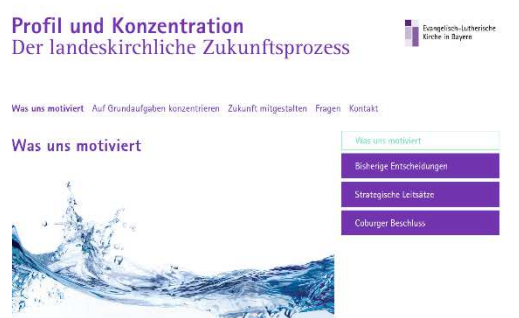 Profil und Konzentration
Der landeskirchliche Zukunftsprozess
Evangelisch-Lutherische
Kirche in Bayern
Was uns motiviert Auf Grundaufgaben konzentrieren Zukunft mitgestalten Fragen Kontakt
Was uns motiviert
Was uns motiviert
Bisherige Entscheidungen
Strategische Leitsätze
Coburger Beschluss